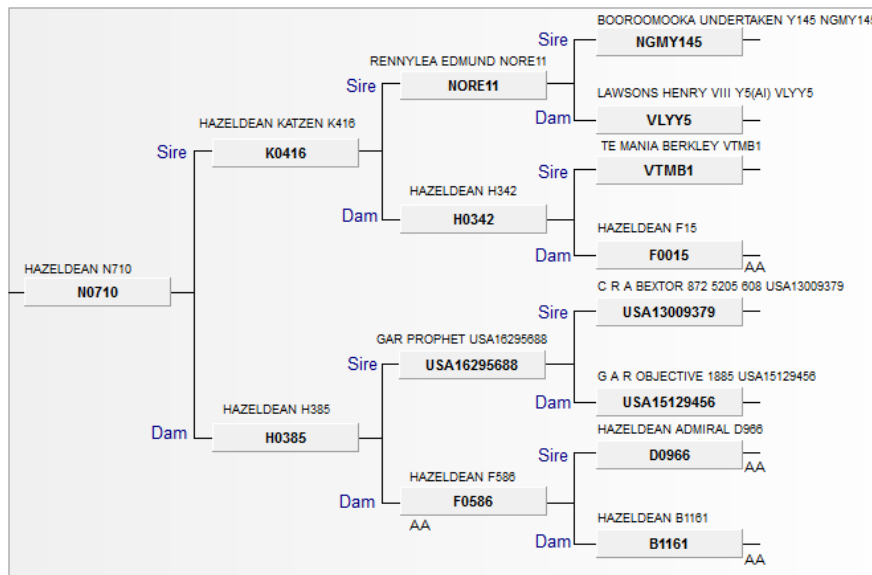 BOOROOMOOKA UNDERTAKEN Y145 NGMY145
Sire
NGMY145
RENNYLEA EDMUND NORE11
Sire
NORE11
LAWSONS HENRY VIII Y5(AI) VLYY5
Dam
VLYY5
HAZELDEAN KATZEN K416
Sire
K0416
TE MANIA BERKLEY VTMB1
Sire
VTMB1
HAZELDEAN H342
Dam
H0342
HAZELDEAN F15
Dam
F0015
AA
HAZELDEAN N710
N0710
C R A BEXTOR 872 5205 608 USA13009379
Sire
USA13009379
GAR PROPHET USA16295688
Sire
USA16295688
G A R OBJECTIVE 1885 USA15129456
Dam
USA15129456
HAZELDEAN H385
Dam
H0385
HAZELDEAN ADMIRAL D966
Sire
D0966
AA
HAZELDEAN F586
Dam
F0586
AA
HAZELDEAN B1161
Dam
B1161
AA